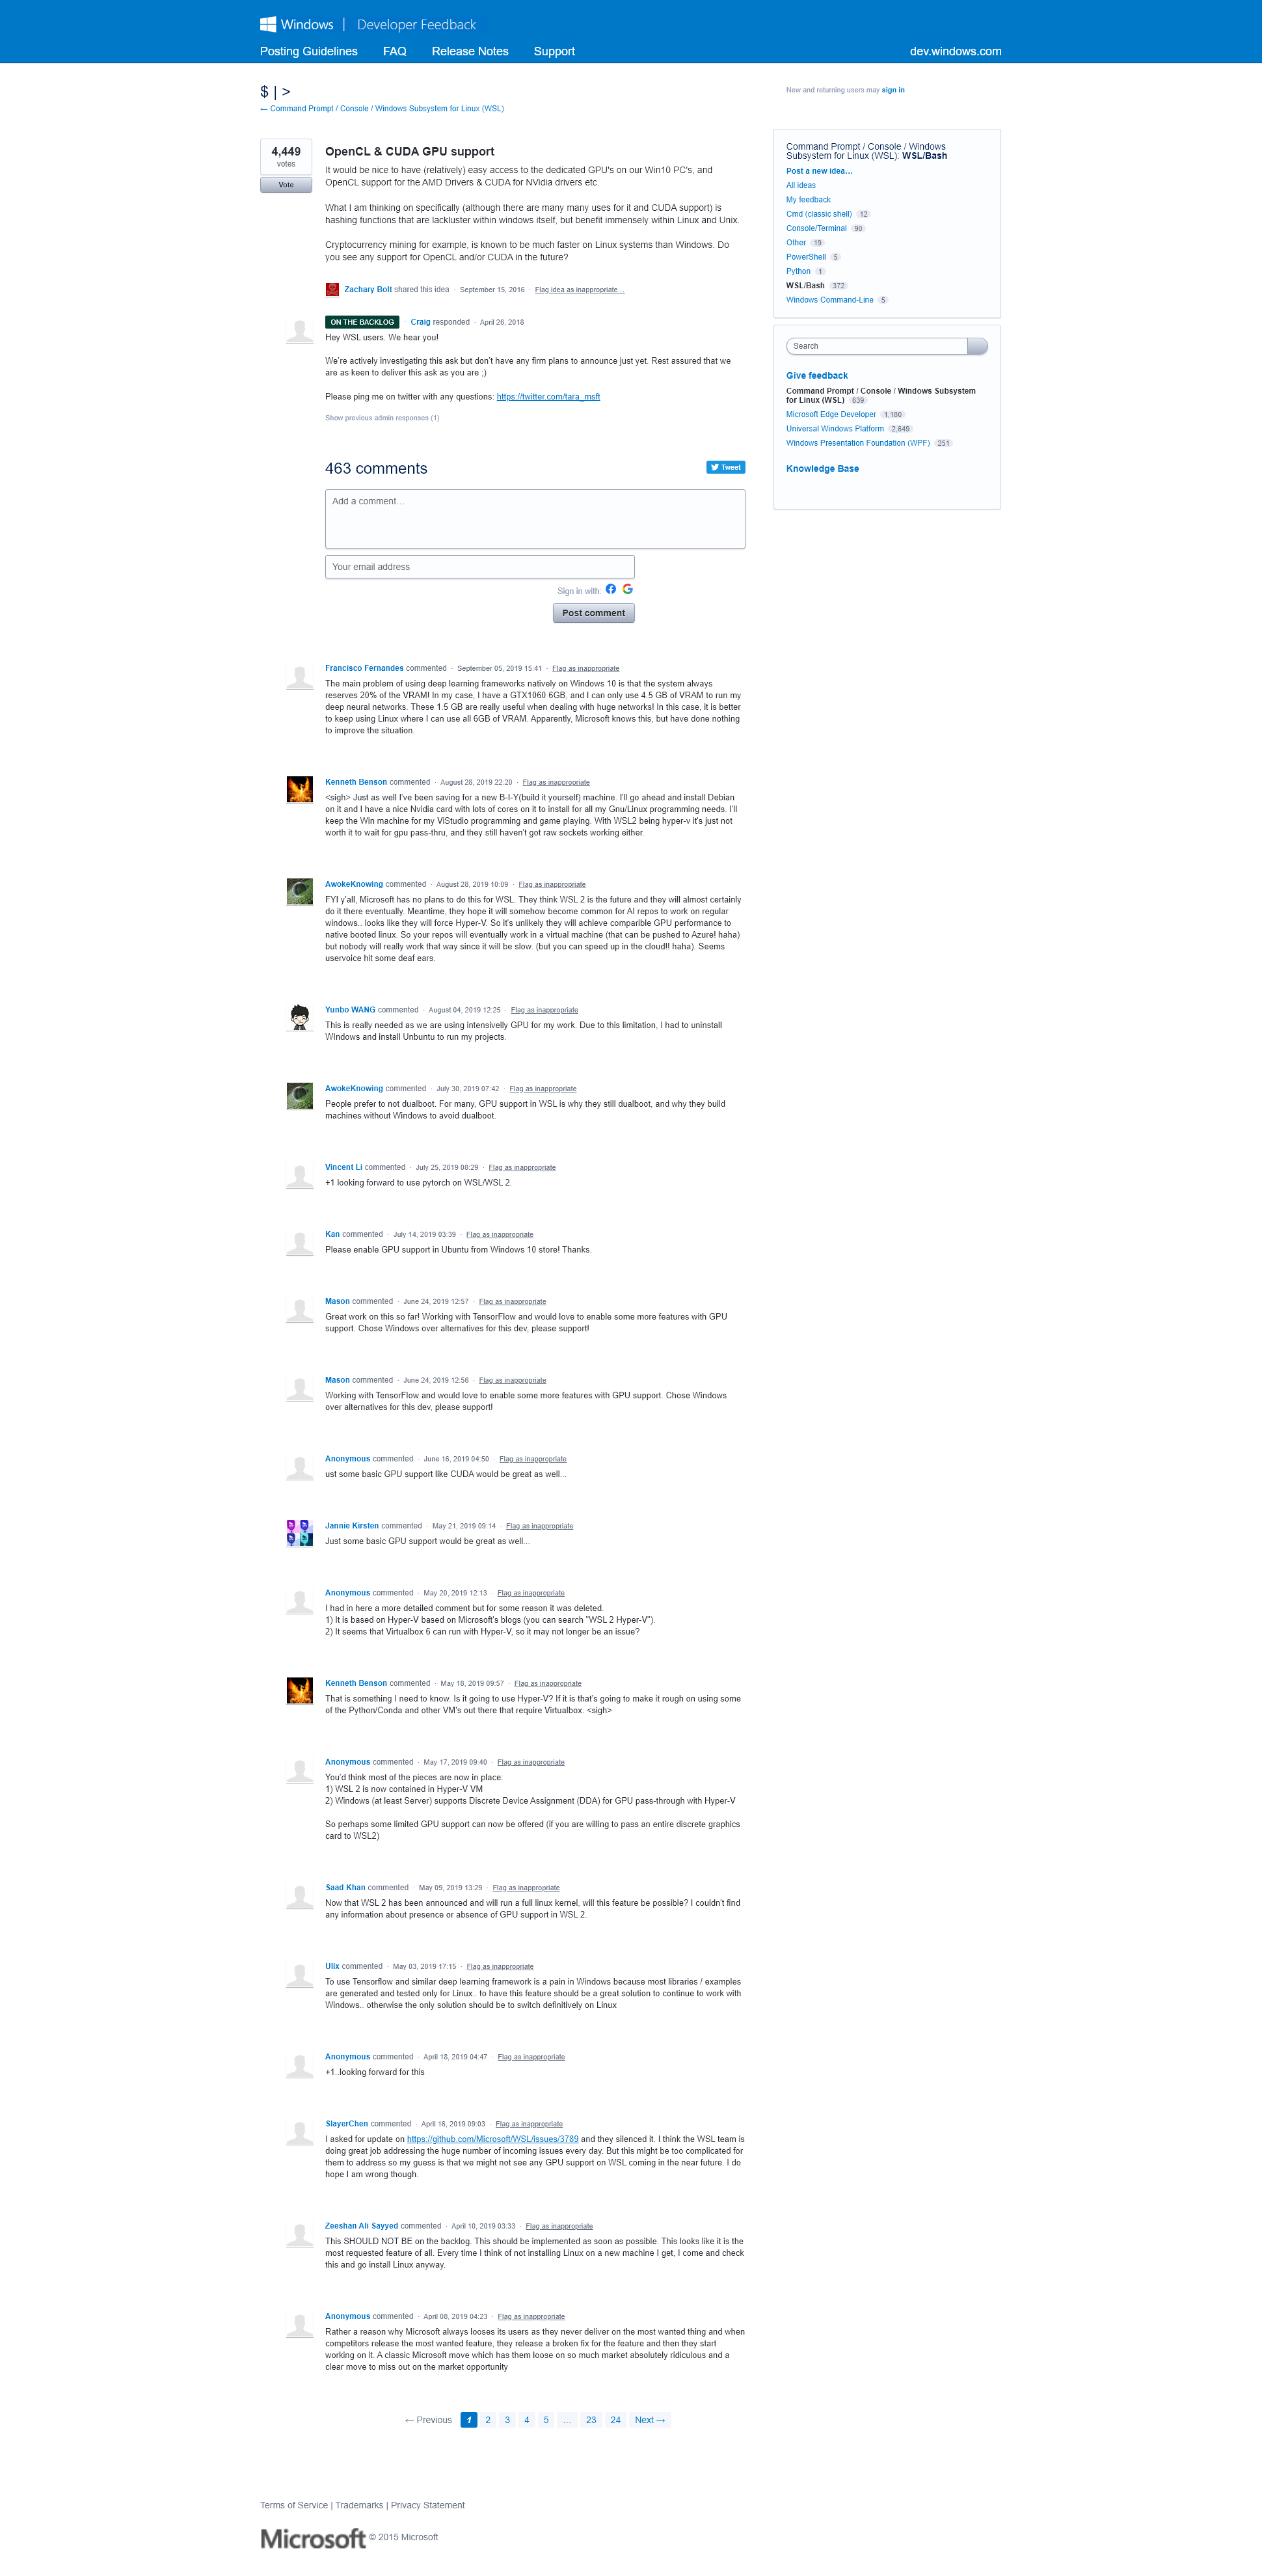 Windows | Developer Feedback
Posting Guidelines FAQ Release Notes Support dev.windows.com
$ | >
← Command Prompt / Console / Windows Subsystem for Linux (WSL)
New and returning users may sign in
4,449
votes
Vote
OpenCL & CUDA GPU support
It would be nice to have (relatively) easy access to the dedicated GPU's on our Win10 PC's, and
OpenCL support for the AMD Drivers & CUDA for NVidia drivers etc.
What I am thinking on specifically (although there are many many uses for it and CUDA support) is
hashing functions that are lackluster within windows itself, but benefit immensely within Linux and Unix.
Cryptocurrency mining for example, is known to be much faster on Linux systems than Windows. Do
you see any support for OpenCL and/or CUDA in the future?
Zachary Bolt shared this idea · September 15, 2016 · Flag idea as inappropriate…
ON THE BACKLOG · Craig responded · April 26, 2018
Hey WSL users. We hear you!
We're actively investigating this ask but don't have any firm plans to announce just yet. Rest assured that we
are as keen to deliver this ask as you are ;)
Please ping me on twitter with any questions: https://twitter.com/tara_msft
Show previous admin responses (1)
463 comments
Tweet
Add a comment…
Your email address
Sign in with:
Post comment
Francisco Fernandes commented · September 05, 2019 15:41 · Flag as inappropriate
The main problem of using deep learning frameworks natively on Windows 10 is that the system always
reserves 20% of the VRAM! In my case, I have a GTX1060 6GB, and I can only use 4.5 GB of VRAM to run my
deep neural networks. These 1.5 GB are really useful when dealing with huge networks! In this case, it is better
to keep using Linux where I can use all 6GB of VRAM. Apparently, Microsoft knows this, but have done nothing
to improve the situation.
Kenneth Benson commented · August 28, 2019 22:20 · Flag as inappropriate
<sigh> Just as well I've been saving for a new B-I-Y(build it yourself) machine. I'll go ahead and install Debian
on it and I have a nice Nvidia card with lots of cores on it to install for all my Gnu/Linux programming needs. I'll
keep the Win machine for my ViStudio programming and game playing. With WSL2 being hyper-v it's just not
worth it to wait for gpu pass-thru, and they still haven't got raw sockets working either.
AwokeKnowing commented · August 28, 2019 10:09 · Flag as inappropriate
FYI y'all, Microsoft has no plans to do this for WSL. They think WSL 2 is the future and they will almost certainly
do it there eventually. Meantime, they hope it will somehow become common for AI repos to work on regular
windows.. looks like they will force Hyper-V. So it's unlikely they will achieve comparible GPU performance to
native booted linux. So your repos will eventually work in a virtual machine (that can be pushed to Azure! haha)
but nobody will really work that way since it will be slow. (but you can speed up in the cloud!! haha). Seems
uservoice hit some deaf ears.
Yunbo WANG commented · August 04, 2019 12:25 · Flag as inappropriate
This is really needed as we are using intensivelly GPU for my work. Due to this limitation, I had to uninstall
WIndows and install Unbuntu to run my projects.
AwokeKnowing commented · July 30, 2019 07:42 · Flag as inappropriate
People prefer to not dualboot. For many, GPU support in WSL is why they still dualboot, and why they build
machines without Windows to avoid dualboot.
Vincent Li commented · July 25, 2019 08:29 · Flag as inappropriate
+1 looking forward to use pytorch on WSL/WSL 2.
Kan commented · July 14, 2019 03:39 · Flag as inappropriate
Please enable GPU support in Ubuntu from Windows 10 store! Thanks.
Mason commented · June 24, 2019 12:57 · Flag as inappropriate
Great work on this so far! Working with TensorFlow and would love to enable some more features with GPU
support. Chose Windows over alternatives for this dev, please support!
Mason commented · June 24, 2019 12:56 · Flag as inappropriate
Working with TensorFlow and would love to enable some more features with GPU support. Chose Windows
over alternatives for this dev, please support!
Anonymous commented · June 16, 2019 04:50 · Flag as inappropriate
ust some basic GPU support like CUDA would be great as well...
Jannie Kirsten commented · May 21, 2019 09:14 · Flag as inappropriate
Just some basic GPU support would be great as well...
Anonymous commented · May 20, 2019 12:13 · Flag as inappropriate
I had in here a more detailed comment but for some reason it was deleted.
1) It is based on Hyper-V based on Microsoft's blogs (you can search "WSL 2 Hyper-V").
2) It seems that Virtualbox 6 can run with Hyper-V, so it may not longer be an issue?
Kenneth Benson commented · May 18, 2019 09:57 · Flag as inappropriate
That is something I need to know. Is it going to use Hyper-V? If it is that's going to make it rough on using some
of the Python/Conda and other VM's out there that require Virtualbox. <sigh>
Anonymous commented · May 17, 2019 09:40 · Flag as inappropriate
You'd think most of the pieces are now in place:
1) WSL 2 is now contained in Hyper-V VM
2) Windows (at least Server) supports Discrete Device Assignment (DDA) for GPU pass-through with Hyper-V
So perhaps some limited GPU support can now be offered (if you are willing to pass an entire discrete graphics
card to WSL2)
Saad Khan commented · May 09, 2019 13:29 · Flag as inappropriate
Now that WSL 2 has been announced and will run a full linux kernel, will this feature be possible? I couldn't find
any information about presence or absence of GPU support in WSL 2.
Ulix commented · May 03, 2019 17:15 · Flag as inappropriate
To use Tensorflow and similar deep learning framework is a pain in Windows because most libraries / examples
are generated and tested only for Linux.. to have this feature should be a great solution to continue to work with
Windows.. otherwise the only solution should be to switch definitively on Linux
Anonymous commented · April 18, 2019 04:47 · Flag as inappropriate
+1..looking forward for this
SlayerChen commented · April 16, 2019 09:03 · Flag as inappropriate
I asked for update on https://github.com/Microsoft/WSL/issues/3789 and they silenced it. I think the WSL team is
doing great job addressing the huge number of incoming issues every day. But this might be too complicated for
them to address so my guess is that we might not see any GPU support on WSL coming in the near future. I do
hope I am wrong though.
Zeeshan Ali Sayyed commented · April 10, 2019 03:33 · Flag as inappropriate
This SHOULD NOT BE on the backlog. This should be implemented as soon as possible. This looks like it is the
most requested feature of all. Every time I think of not installing Linux on a new machine I get, I come and check
this and go install Linux anyway.
Anonymous commented · April 08, 2019 04:23 · Flag as inappropriate
Rather a reason why Microsoft always looses its users as they never deliver on the most wanted thing and when
competitors release the most wanted feature, they release a broken fix for the feature and then they start
working on it. A classic Microsoft move which has them loose on so much market absolutely ridiculous and a
clear move to miss out on the market opportunity
← Previous 1 2 3 4 5 … 23 24 Next →
Command Prompt / Console / Windows
Subsystem for Linux (WSL): WSL/Bash
Post a new idea…
All ideas
My feedback
Cmd (classic shell) 12
Console/Terminal 90
Other 19
PowerShell 5
Python 1
WSL/Bash 372
Windows Command-Line 5
Search
Give feedback
Command Prompt / Console / Windows Subsystem
for Linux (WSL) 639
Microsoft Edge Developer 1,180
Universal Windows Platform 2,649
Windows Presentation Foundation (WPF) 251
Knowledge Base
Terms of Service | Trademarks | Privacy Statement
Microsoft © 2015 Microsoft